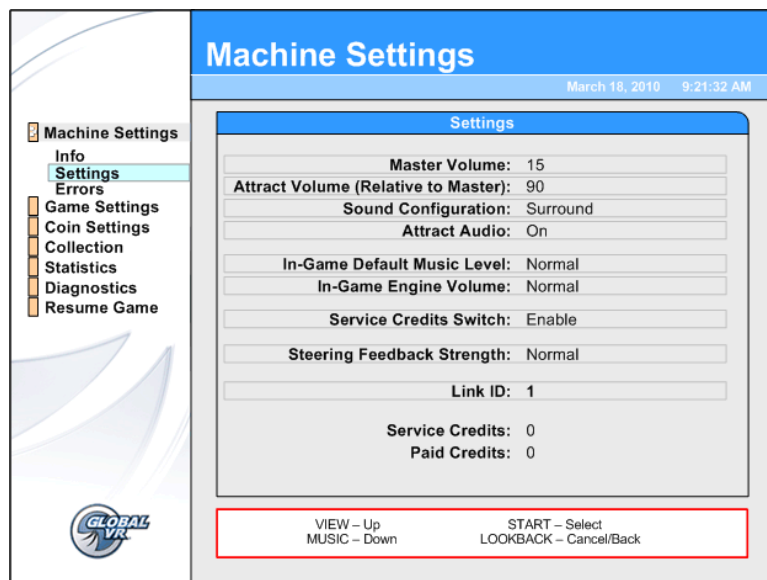 Machine Settings
March 18, 2010 9:21:32 AM
Machine Settings
Info
Settings
Errors
Game Settings
Coin Settings
Collection
Statistics
Diagnostics
Resume Game
Settings
Master Volume: 15
Attract Volume (Relative to Master): 90
Sound Configuration: Surround
Attract Audio: On
In-Game Default Music Level: Normal
In-Game Engine Volume: Normal
Service Credits Switch: Enable
Steering Feedback Strength: Normal
Link ID: 1
Service Credits: 0
Paid Credits: 0
GLOBAL
VR
VIEW – Up START – Select
MUSIC – Down LOOKBACK – Cancel/Back